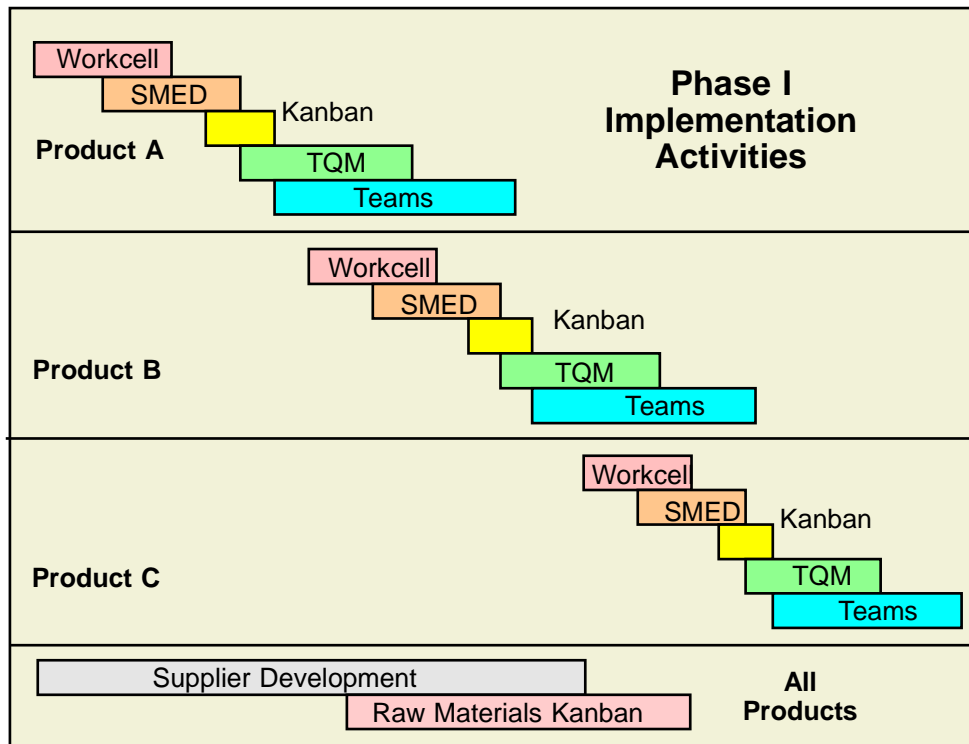 Workcell
SMED
Kanban
Product A
TQM
Teams
Phase I
Implementation
Activities
Workcell
SMED
Kanban
Product B
TQM
Teams
Workcell
SMED
Kanban
Product C
TQM
Teams
Supplier Development
Raw Materials Kanban
All
Products